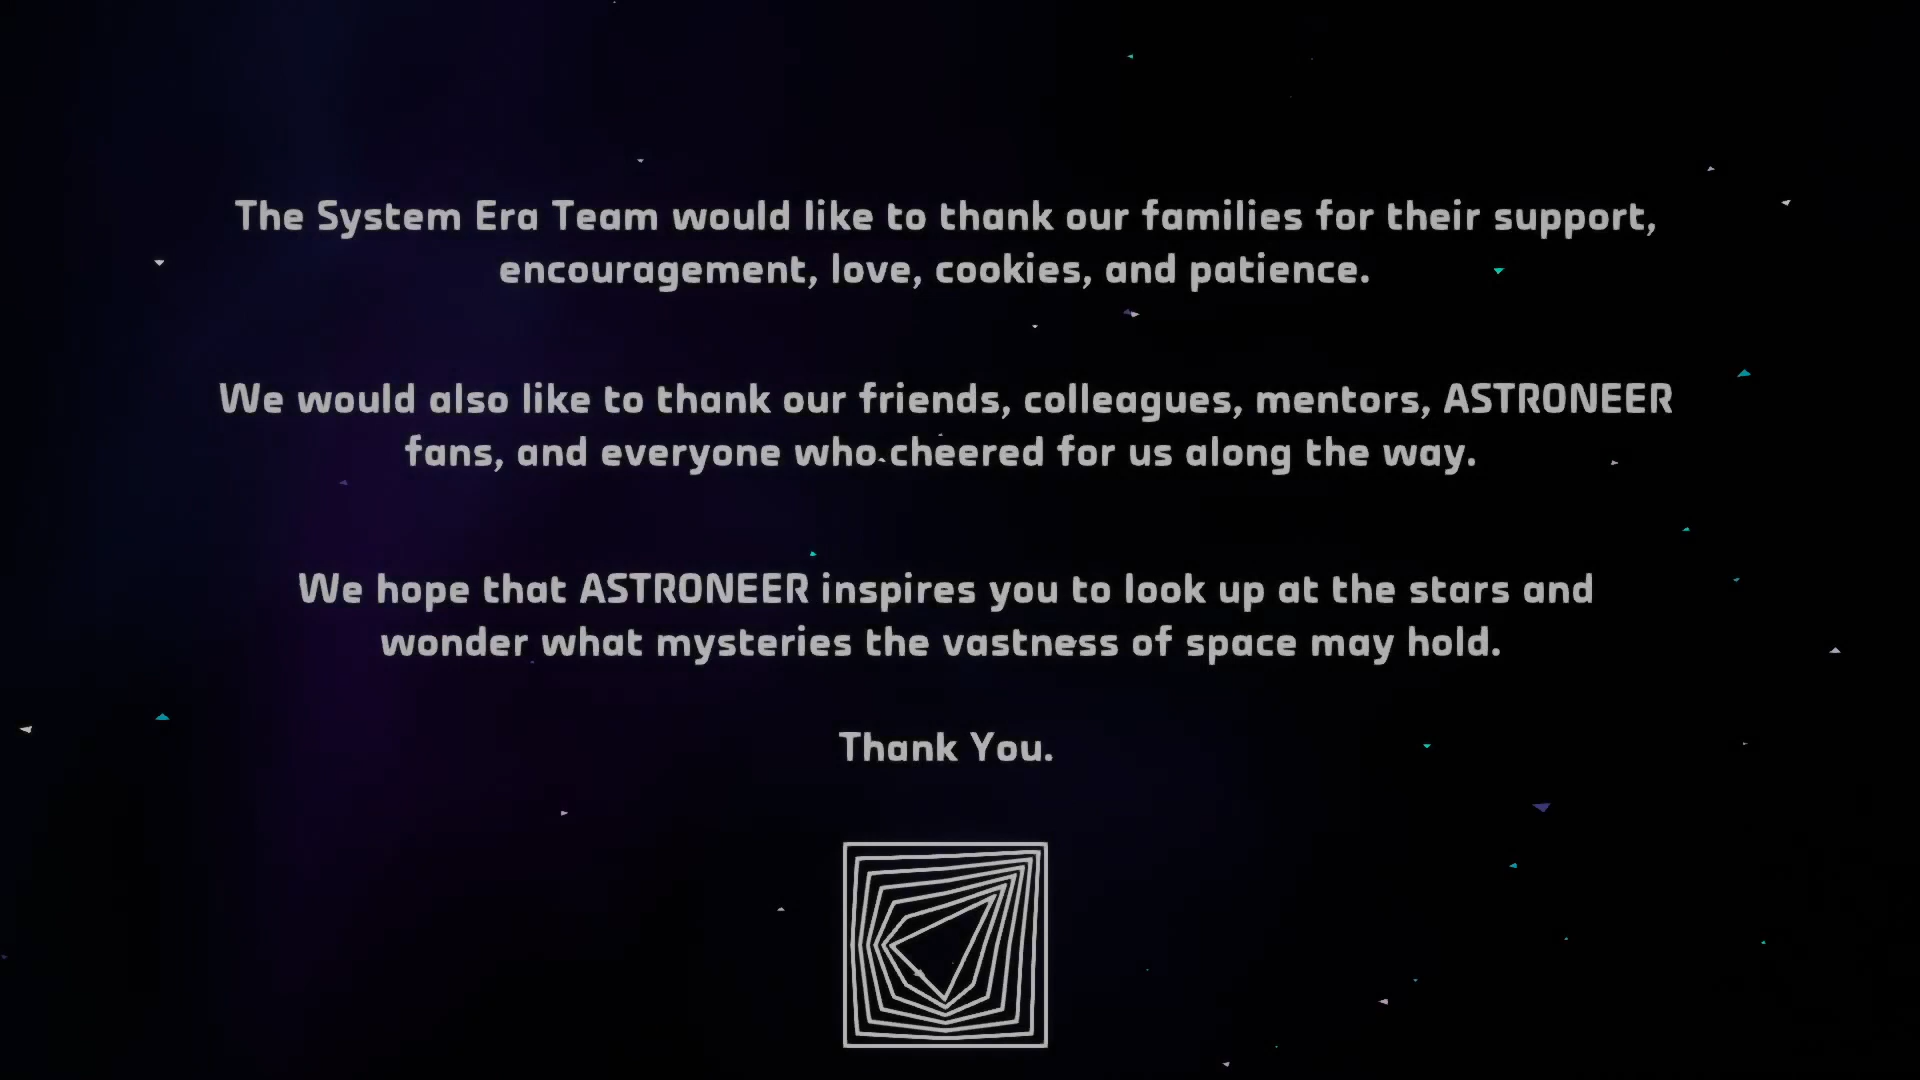 The System Era Team would like to thank our families for their support,
encouragement, love, cookies, and patience.
We would also like to thank our friends, colleagues, mentors, ASTRONEER
fans, and everyone who cheered for us along the way.
We hope that ASTRONEER inspires you to look up at the stars and
wonder what mysteries the vastness of space may hold.
Thank You.